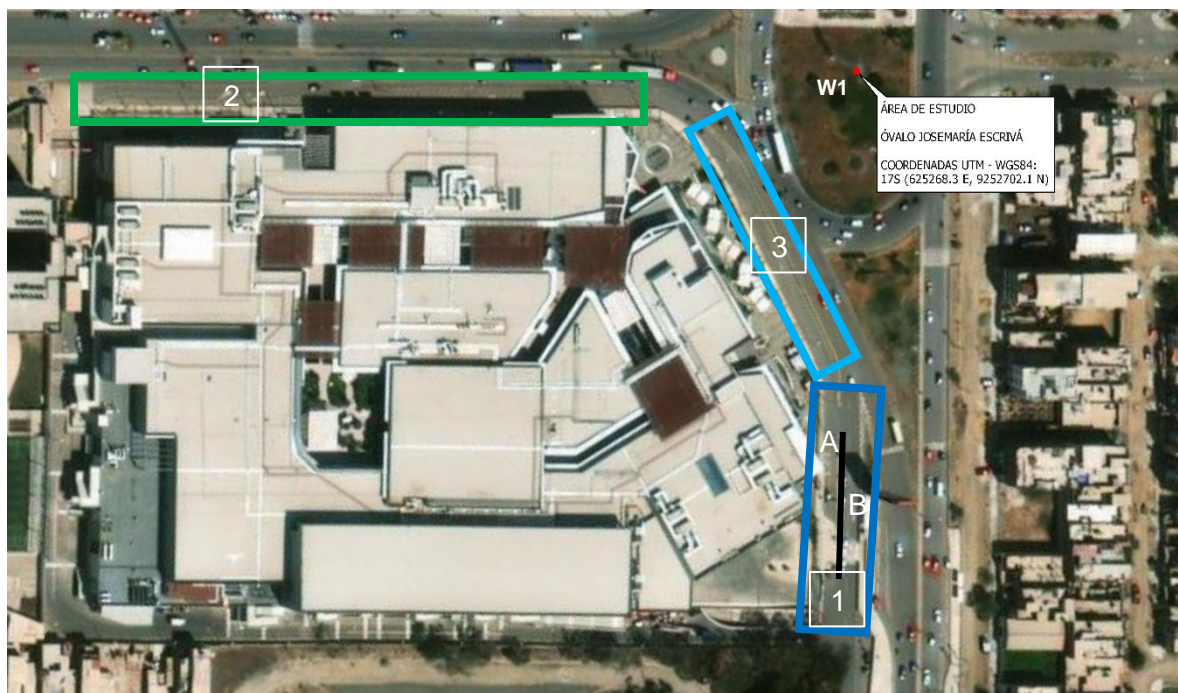 2
W1
ÁREA DE ESTUDIO
ÓVALO JOSEMARÍA ESCRIVÁ
COORDENADAS UTM - WGS84:
17S (625268.3 E, 9252702.1 N)
3
A
B
1